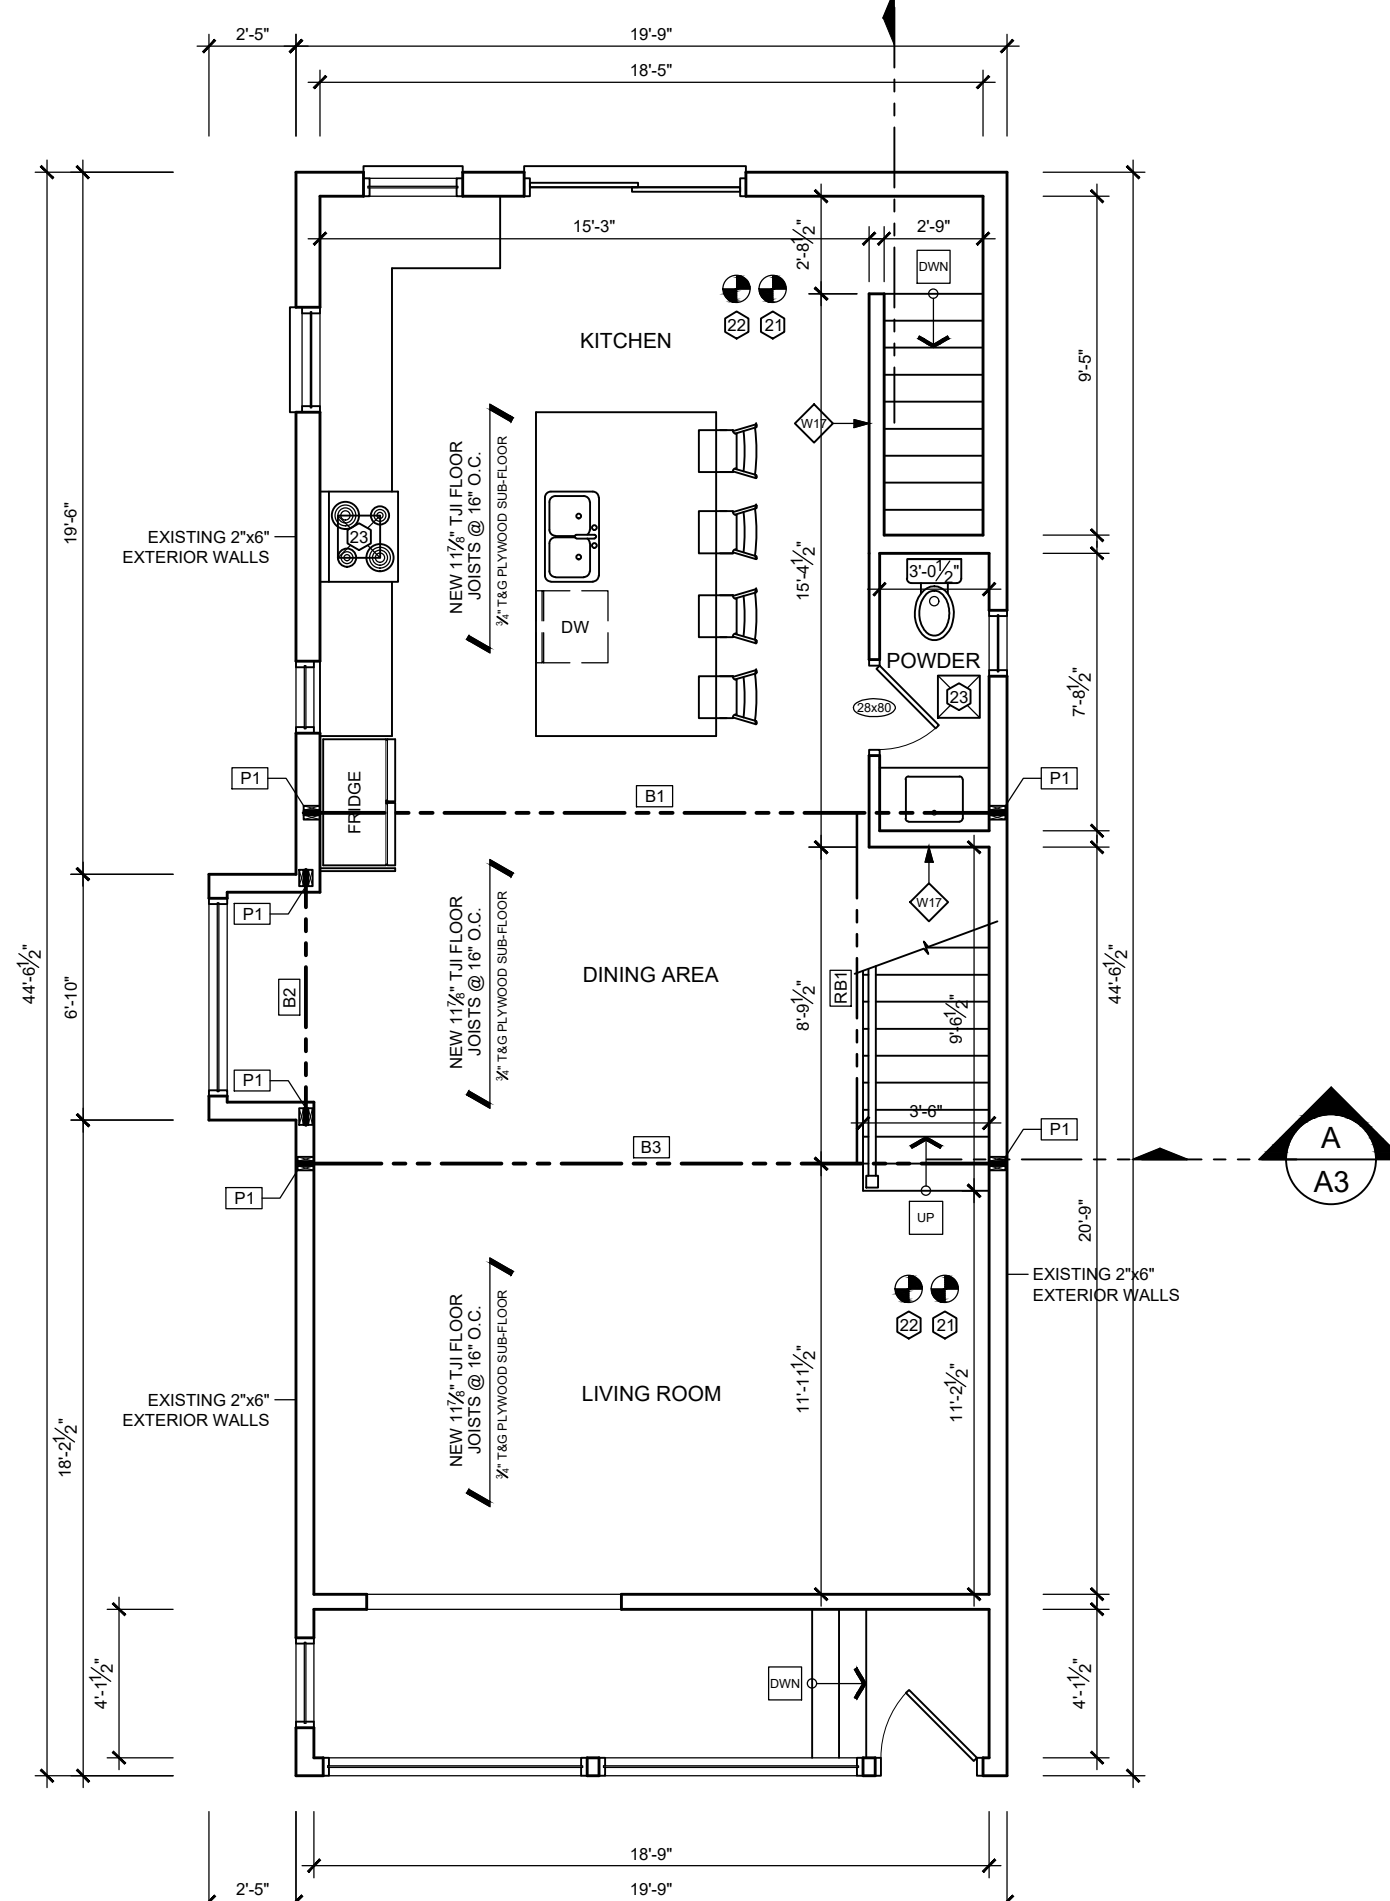 2'-5"
19'-9"
18'-5"
15'-3"
2'-9"
2'-8½"
DWN
22
21
KITCHEN
9'-5"
W17
NEW 11⅞" TJI FLOOR
JOISTS @ 16" O.C.
¾" T&G PLYWOOD SUB-FLOOR
19'-6"
EXISTING 2"x6"
EXTERIOR WALLS
23
15'-4½"
3'-0½"
DW
POWDER
23
28x80
7'-8½"
P1
FRIDGE
B1
P1
P1
W17
NEW 11⅞" TJI FLOOR
JOISTS @ 16" O.C.
¾" T&G PLYWOOD SUB-FLOOR
DINING AREA
44'-6½"
6'-10"
B2
RB1
8'-9½"
9'-6½"
44'-6½"
P1
3'-6"
P1
B3
P1
A
A3
UP
20'-9"
EXISTING 2"x6"
EXTERIOR WALLS
22
21
NEW 11⅞" TJI FLOOR
JOISTS @ 16" O.C.
¾" T&G PLYWOOD SUB-FLOOR
LIVING ROOM
11'-11½"
11'-2½"
EXISTING 2"x6"
EXTERIOR WALLS
18'-2½"
4'-1½"
DWN
4'-1½"
18'-9"
2'-5"
19'-9"